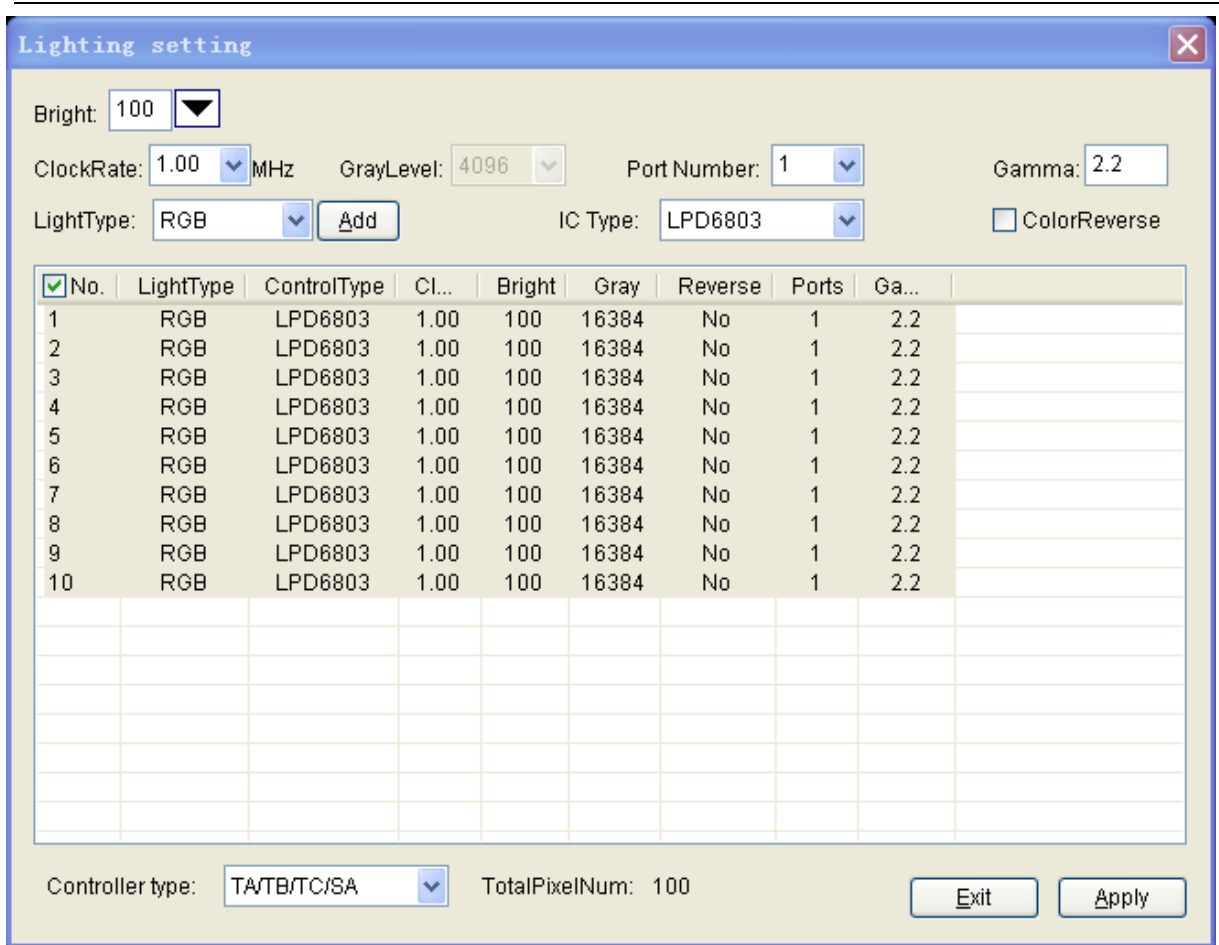 Lighting setting
Bright: 100
ClockRate: 1.00 MHz GrayLevel: 4096 Port Number: 1 Gamma: 2.2
LightType: RGB Add IC Type: LPD6803 ColorReverse
No. LightType ControlType Cl... Bright Gray Reverse Ports Ga...
1 RGB LPD6803 1.00 100 16384 No 1 2.2
2 RGB LPD6803 1.00 100 16384 No 1 2.2
3 RGB LPD6803 1.00 100 16384 No 1 2.2
4 RGB LPD6803 1.00 100 16384 No 1 2.2
5 RGB LPD6803 1.00 100 16384 No 1 2.2
6 RGB LPD6803 1.00 100 16384 No 1 2.2
7 RGB LPD6803 1.00 100 16384 No 1 2.2
8 RGB LPD6803 1.00 100 16384 No 1 2.2
9 RGB LPD6803 1.00 100 16384 No 1 2.2
10 RGB LPD6803 1.00 100 16384 No 1 2.2
Controller type: TA/TB/TC/SA TotalPixelNum: 100 Exit Apply